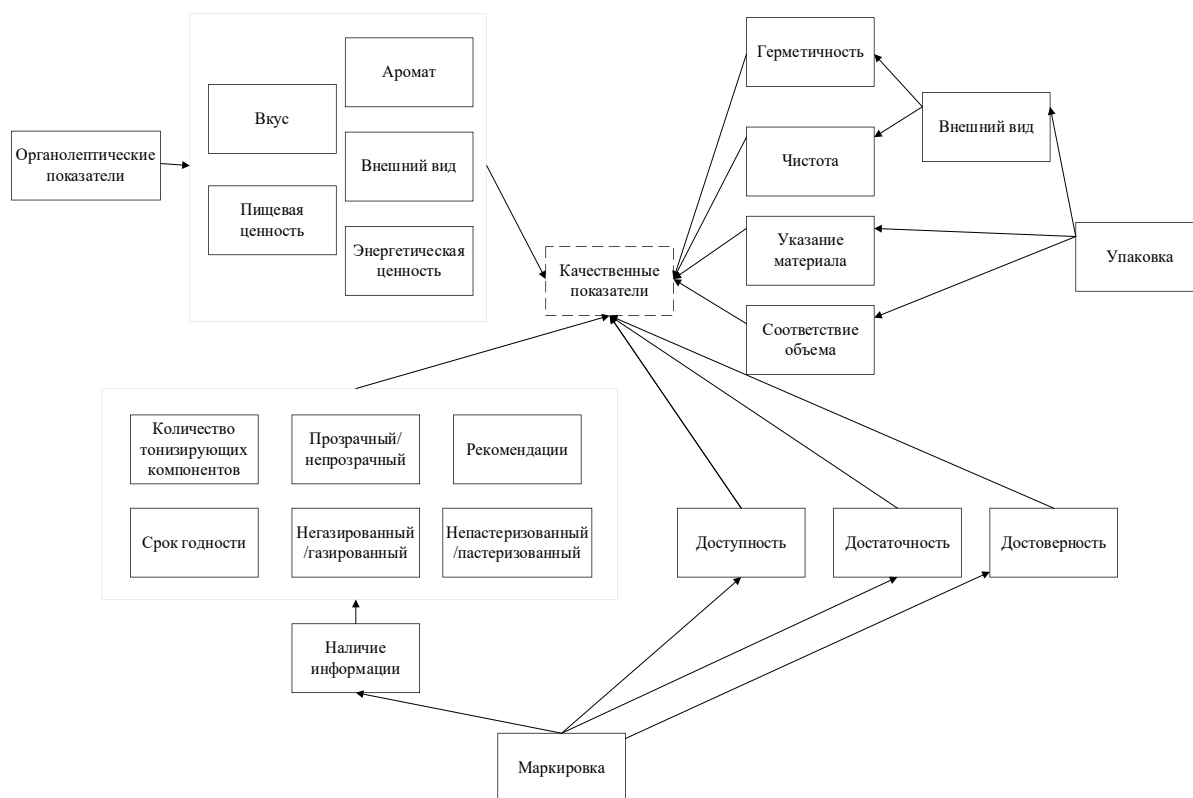 Органолептические
показатели
Вкус
Аромат
Внешний вид
Пищевая
ценность
Энергетическая
ценность
Качественные
показатели
Герметичность
Чистота
Указание
материала
Соответствие
объема
Внешний вид
Упаковка
Количество
тонизирующих
компонентов
Прозрачный/
непрозрачный
Рекомендации
Срок годности
Негазированный
/газированный
Непастеризованный
/пастеризованный
Доступность
Достаточность
Достоверность
Наличие
информации
Маркировка